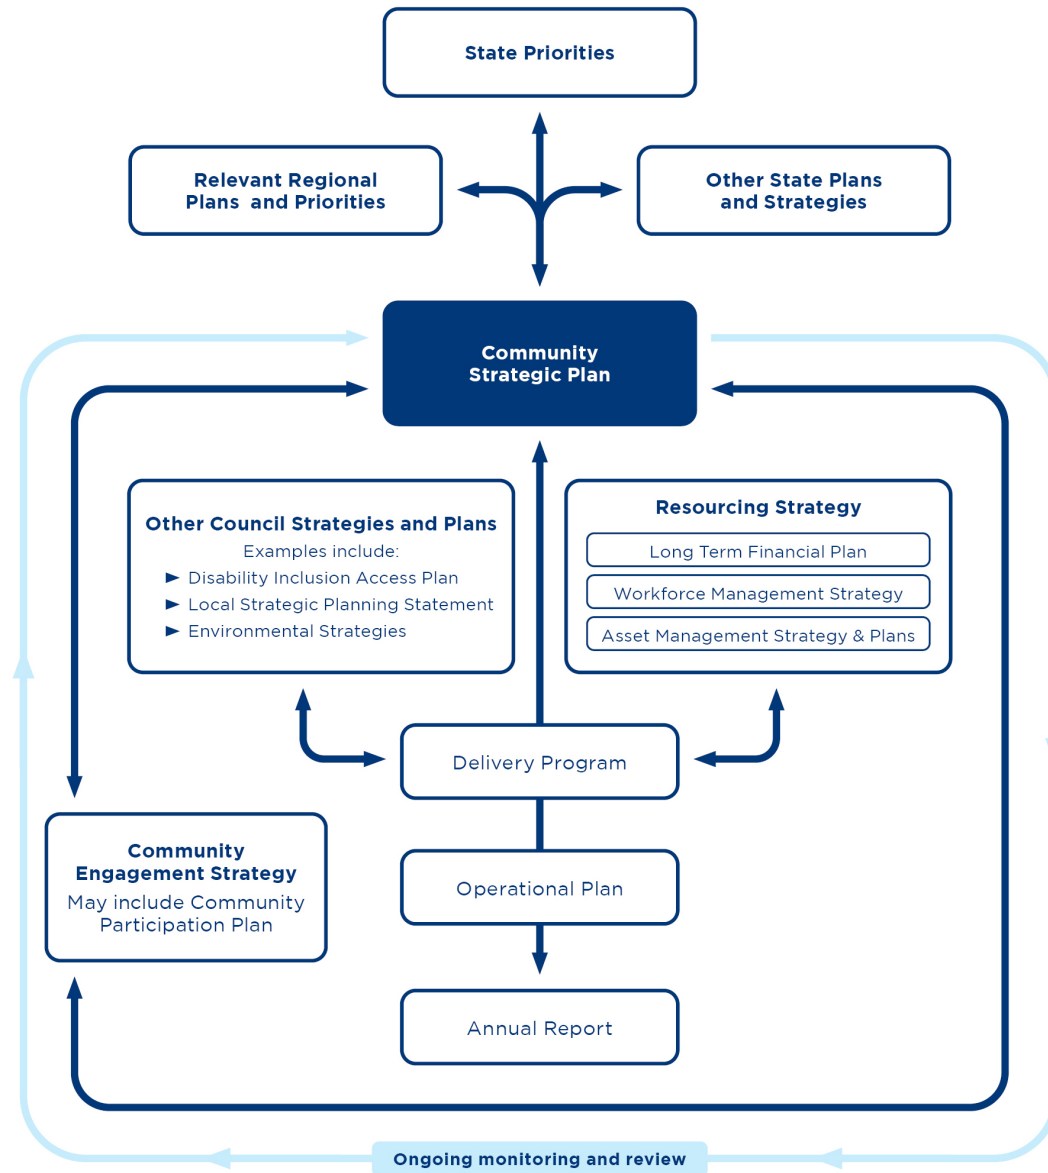 State Priorities
Relevant Regional
Plans and Priorities
Other State Plans
and Strategies
Community
Strategic Plan
Other Council Strategies and Plans
Examples include:
► Disability Inclusion Access Plan
► Local Strategic Planning Statement
► Environmental Strategies
Resourcing Strategy
Long Term Financial Plan
Workforce Management Strategy
Asset Management Strategy & Plans
Delivery Program
Community
Engagement Strategy
May include Community
Participation Plan
Operational Plan
Annual Report
Ongoing monitoring and review